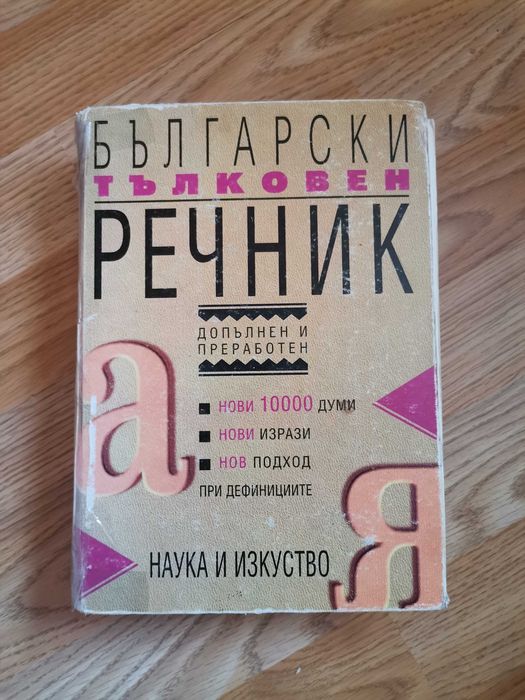 БЪЛГАРСКИ
ТЪЛКОВЕН
РЕЧНИК
ДОПЪЛНЕН И
ПРЕРАБОТЕН
■ НОВИ 10000 ДУМИ
■ НОВИ ИЗРАЗИ
■ НОВ ПОДХОД
ПРИ ДЕФИНИЦИИТЕ
а
Я
НАУКА И ИЗКУСТВО